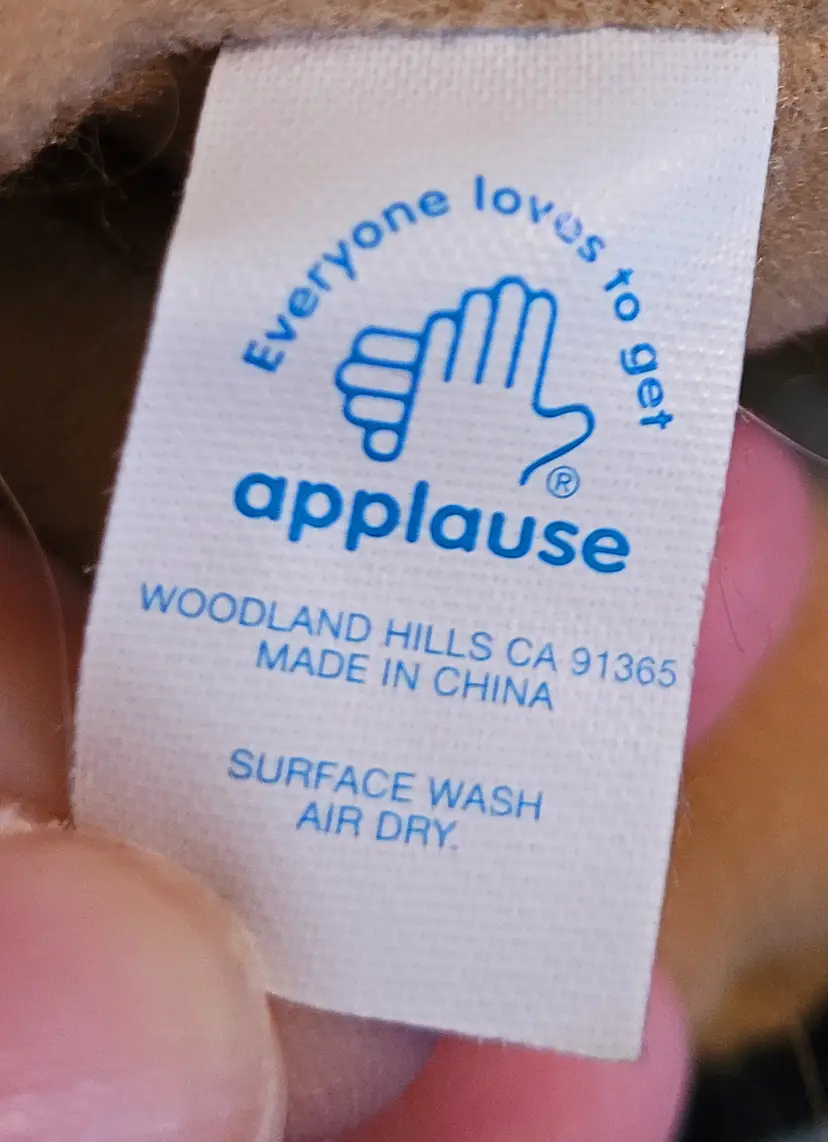 Everyone loves to get
applause®
WOODLAND HILLS CA 91365
MADE IN CHINA
SURFACE WASH
AIR DRY.